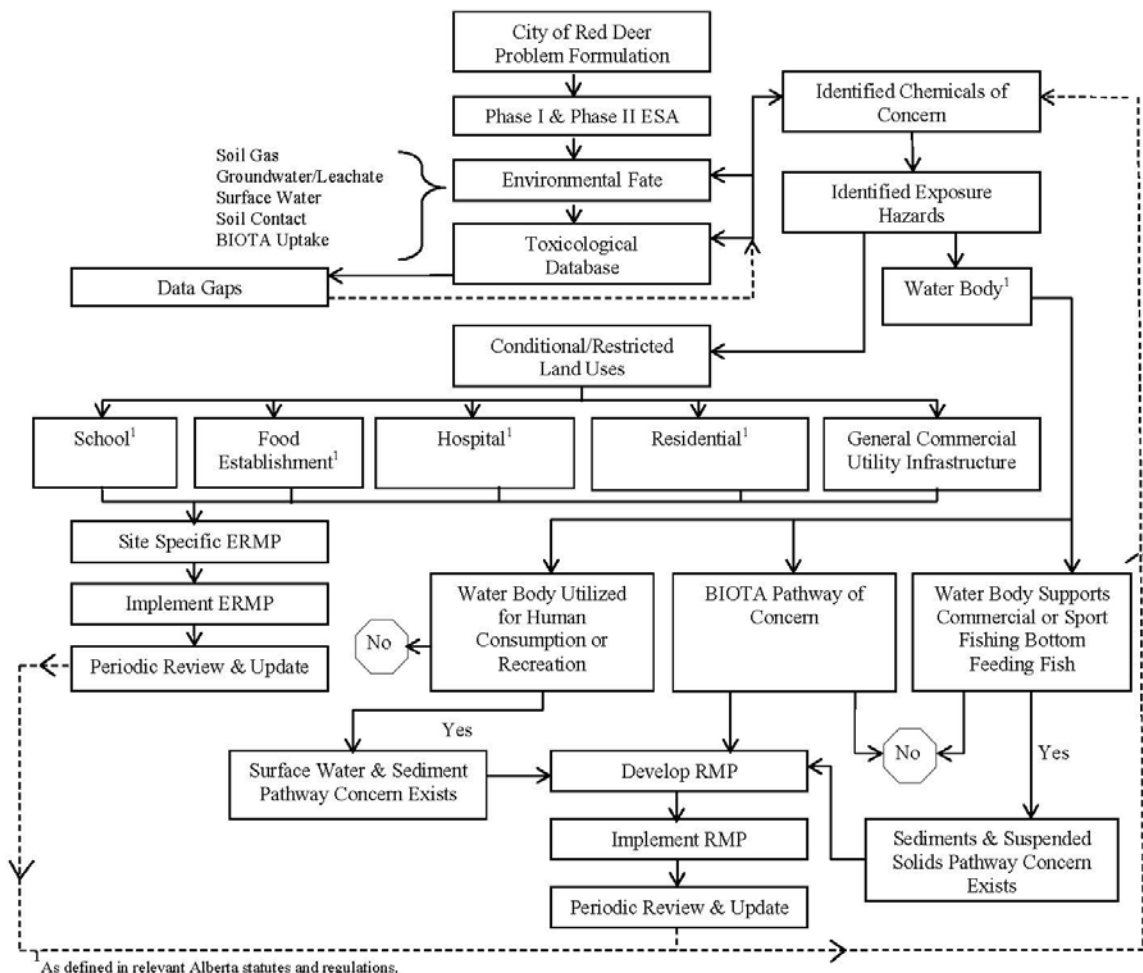 City of Red Deer
Problem Formulation
Identified Chemicals of
Concern
Phase I & Phase II ESA
Soil Gas
Groundwater/Leachate
Surface Water
Soil Contact
BIOTA Uptake
Environmental Fate
Identified Exposure
Hazards
Toxicological
Database
Data Gaps
Water Body¹
Conditional/Restricted
Land Uses
School¹
Food
Establishment¹
Hospital¹
Residential¹
General Commercial
Utility Infrastructure
Site Specific ERMP
Implement ERMP
Periodic Review & Update
No
Water Body Utilized
for Human
Consumption or
Recreation
BIOTA Pathway of
Concern
Water Body Supports
Commercial or Sport
Fishing Bottom
Feeding Fish
Yes
No
Yes
Surface Water & Sediment
Pathway Concern Exists
Develop RMP
Implement RMP
Sediments & Suspended
Solids Pathway Concern
Exists
Periodic Review & Update
¹As defined in relevant Alberta statutes and regulations.